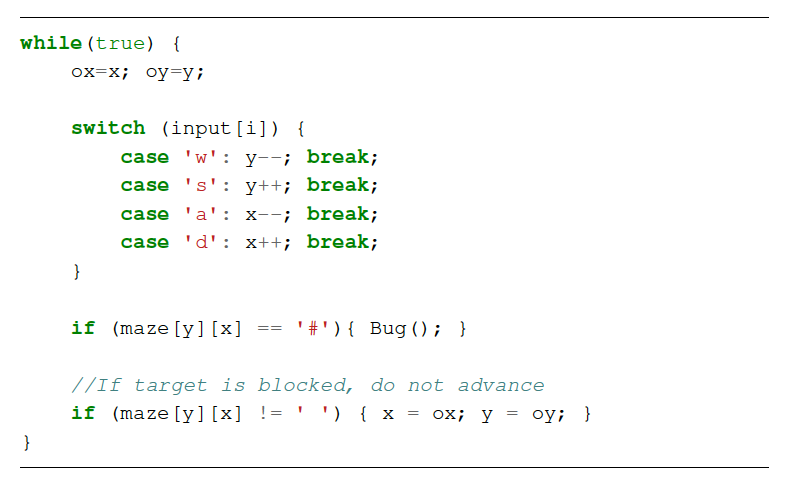 while(true) {
    ox=x; oy=y;

    switch (input[i]) {
        case 'w': y--; break;
        case 's': y++; break;
        case 'a': x--; break;
        case 'd': x++; break;
    }

    if (maze[y][x] == '#'){ Bug(); }

    //If target is blocked, do not advance
    if (maze[y][x] != ' ') { x = ox; y = oy; }
}